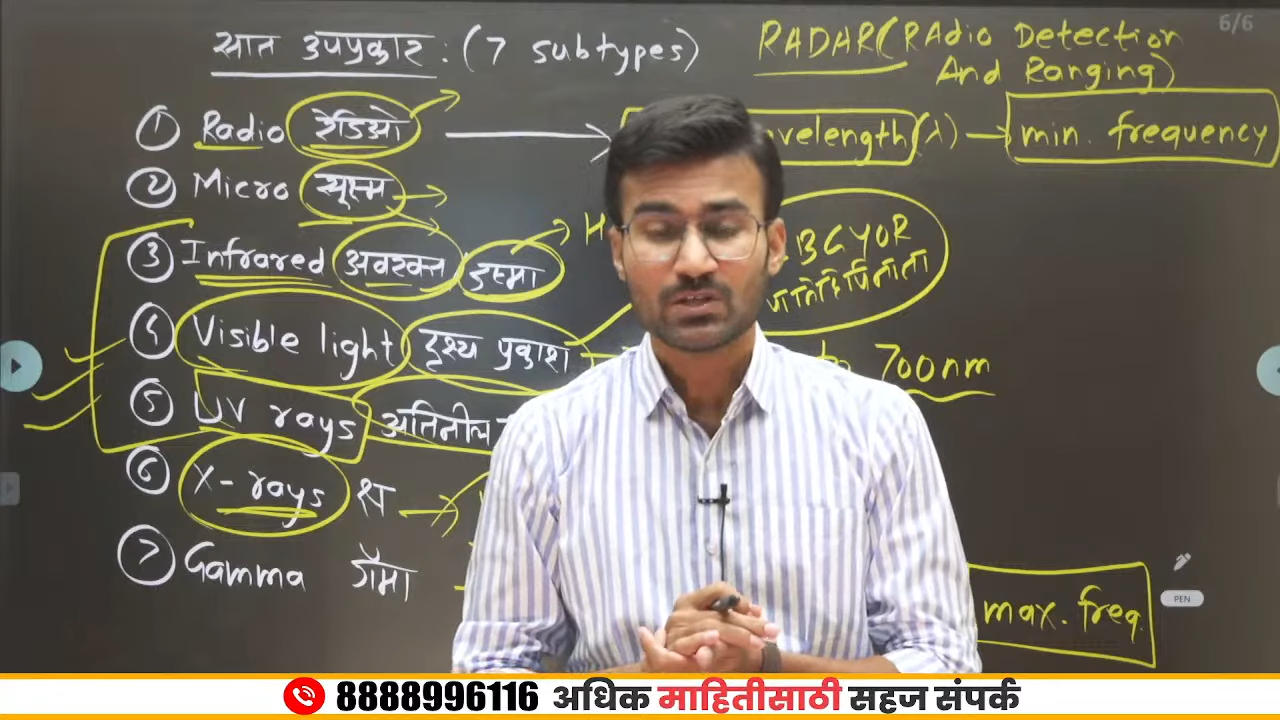 सात उपप्रकार : (7 subtypes)
RADAR (RAdio Detection
And Ranging)
6/6
① Radio रेडिओ → velength (λ) → min. frequency
② Micro सूक्ष्म →
③ Infrared अवरक्त उष्मा → H BGYOR
④ Visible light दृश्य प्रकाश 700nm
⑤ UV rays अतिनील
⑥ X-rays क्ष →
⑦ Gamma गॅमा max. freq.
PEN
8888996116 अधिक माहितीसाठी सहज संपर्क